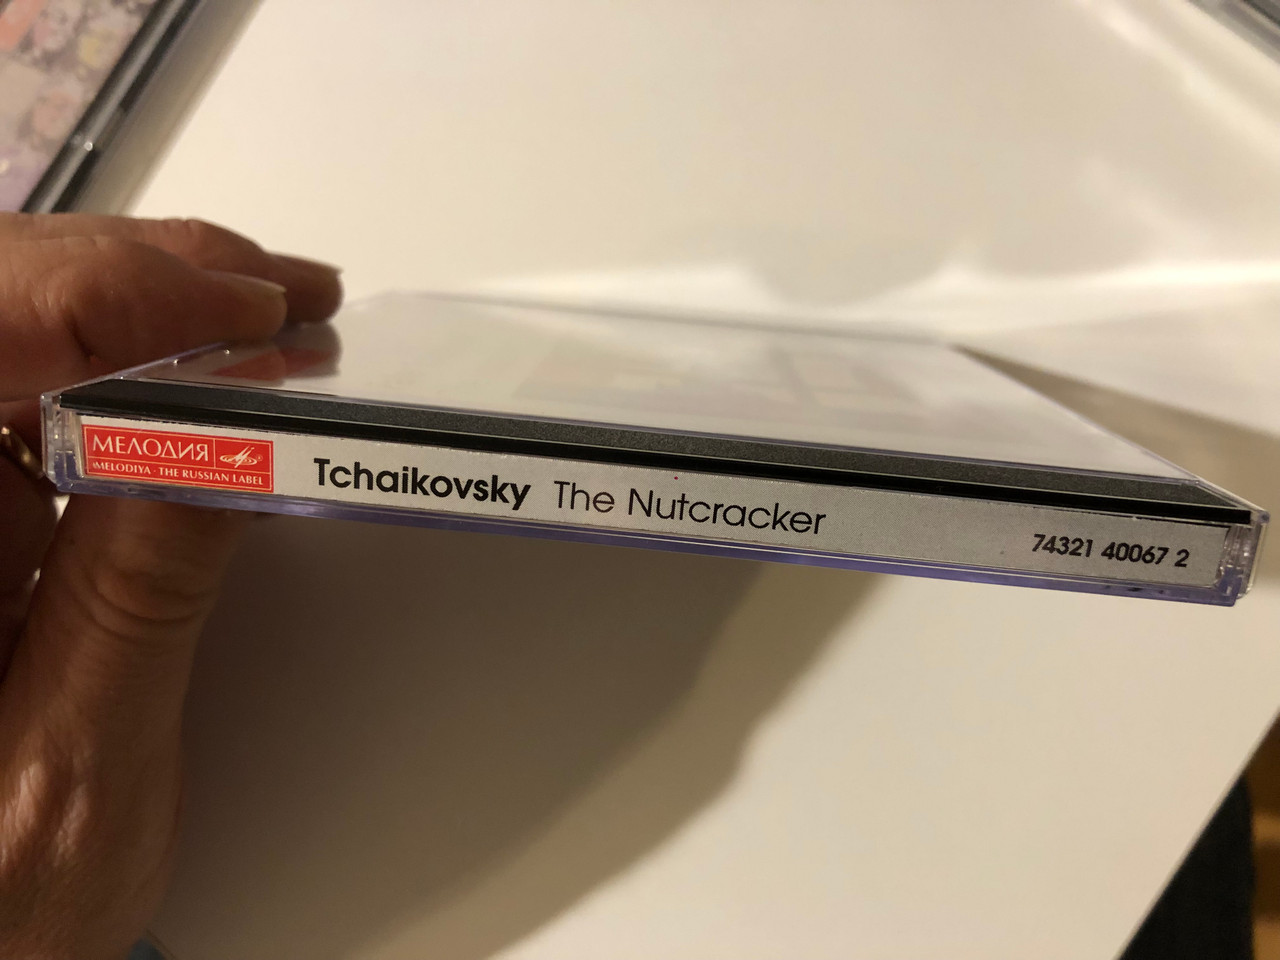 МЕЛОДИЯ
MELODIYA · THE RUSSIAN LABEL
Tchaikovsky The Nutcracker
74321 40067 2